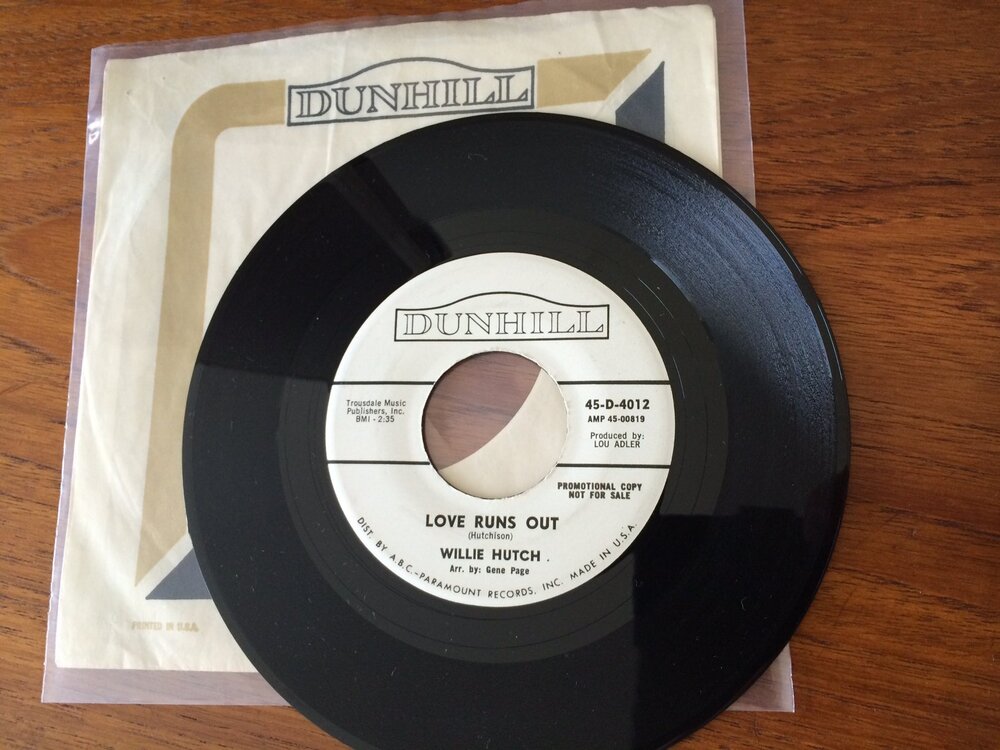 DUNHILL
DUNHILL
Trousdale Music
Publishers, Inc.
BMI - 2:35
45-D-4012
AMP 45-00819
Produced by:
LOU ADLER
PROMOTIONAL COPY
NOT FOR SALE
LOVE RUNS OUT
(Hutchison)
WILLIE HUTCH
Arr. by: Gene Page
DIST. BY A.B.C.-PARAMOUNT RECORDS, INC. MADE IN U.S.A.
PRINTED IN U.S.A.